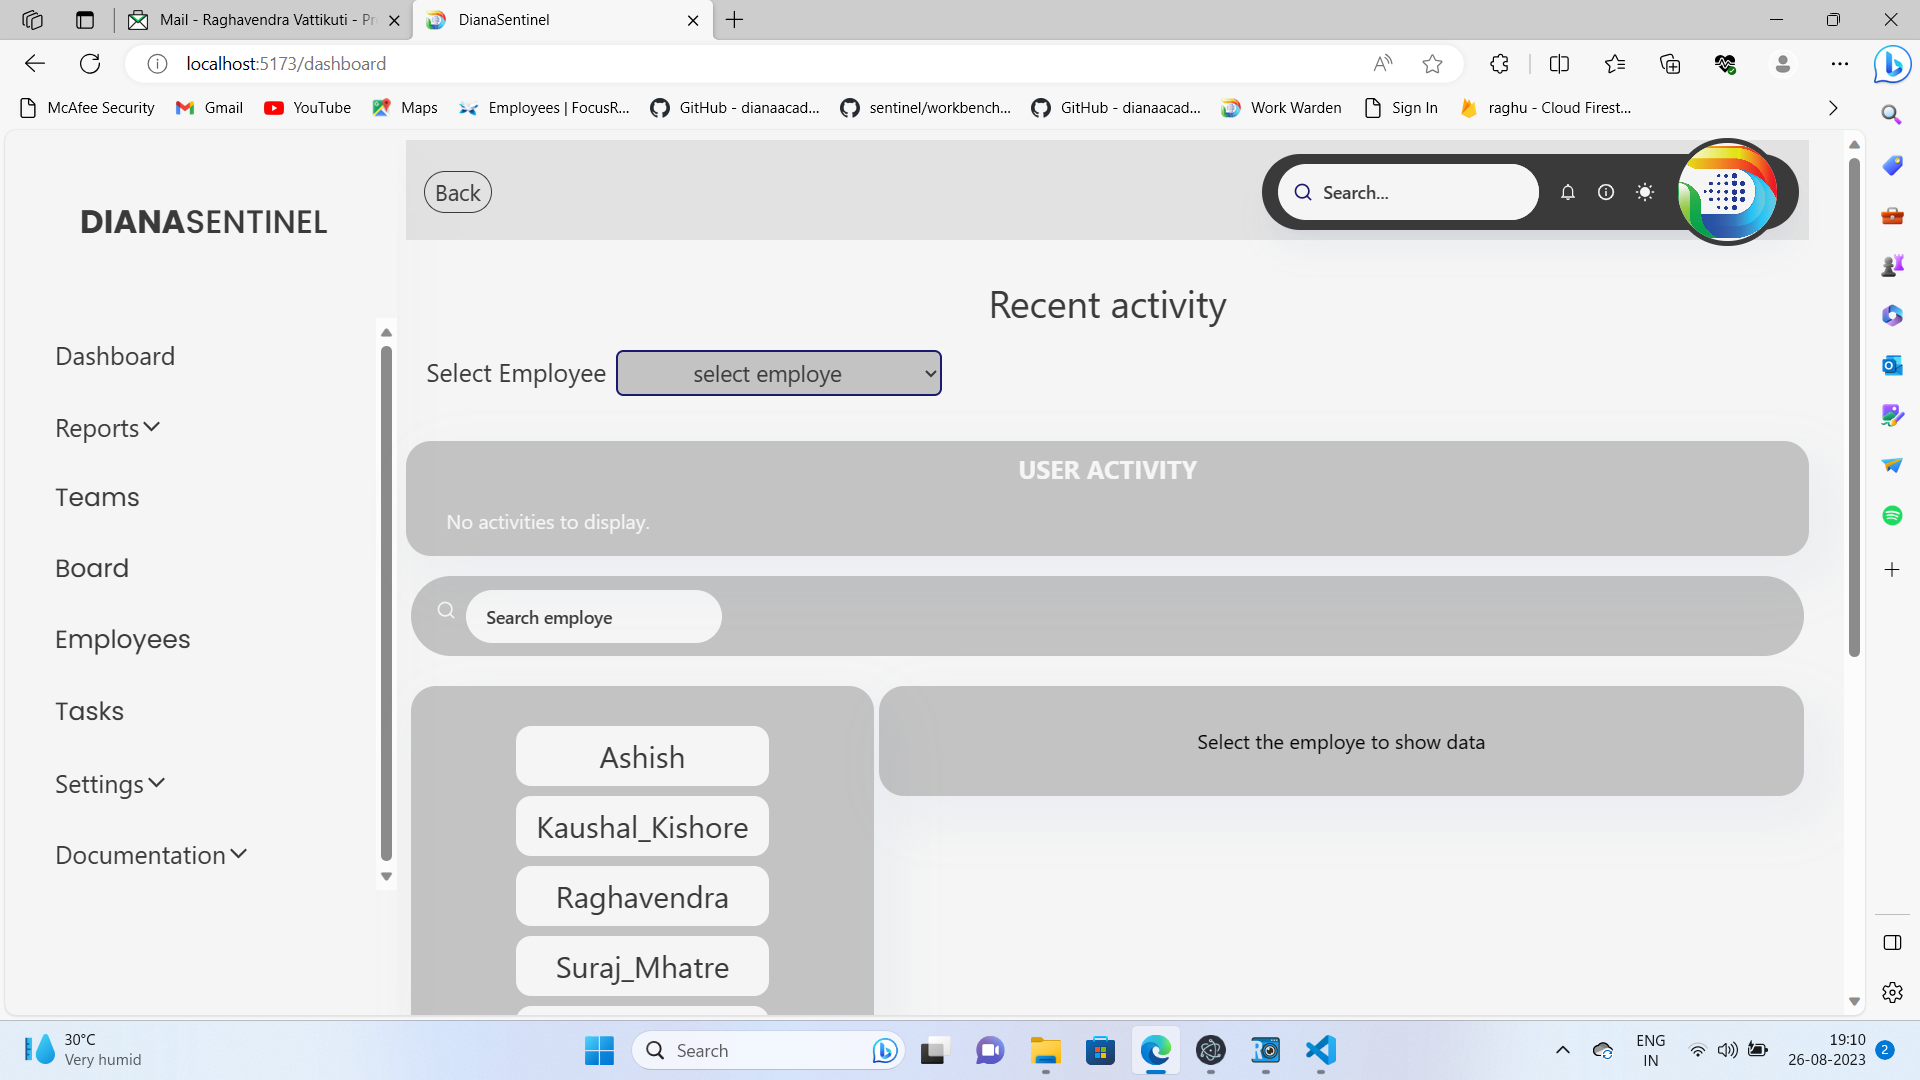 Mail - Raghavendra Vattikuti - Pr
DianaSentinel
localhost:5173/dashboard
McAfee Security
Gmail
YouTube
Maps
Employees | FocusR...
GitHub - dianaacad...
sentinel/workbench...
GitHub - dianaacad...
Work Warden
Sign In
raghu - Cloud Firest...
DIANASENTINEL
Back
Search...
Recent activity
Dashboard
Select Employee
select employe
Reports
USER ACTIVITY
Teams
No activities to display.
Board
Search employe
Employees
Tasks
Select the employe to show data
Ashish
Settings
Kaushal_Kishore
Documentation
Raghavendra
Suraj_Mhatre
30°C
Very humid
Search
ENG
IN
19:10
26-08-2023
2